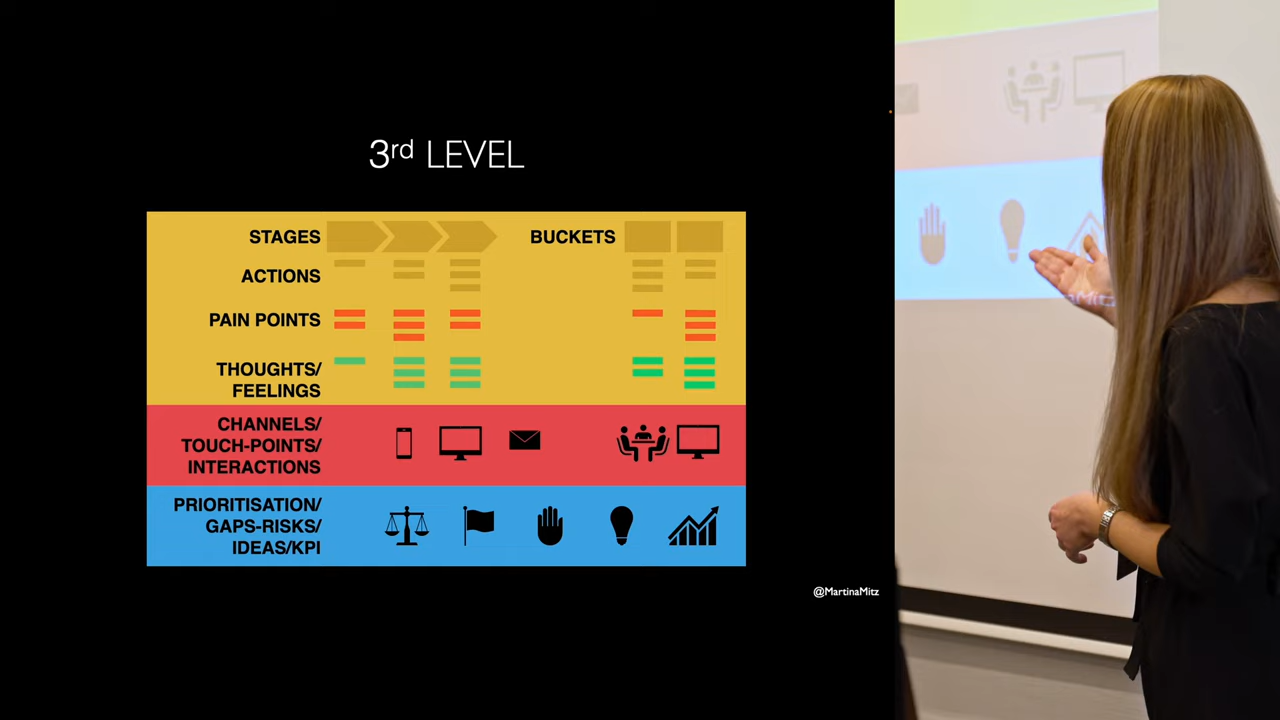 3rd LEVEL
STAGES
BUCKETS
ACTIONS
PAIN POINTS
THOUGHTS/
FEELINGS
CHANNELS/
TOUCH-POINTS/
INTERACTIONS
PRIORITISATION/
GAPS-RISKS/
IDEAS/KPI
@MartinaMitz